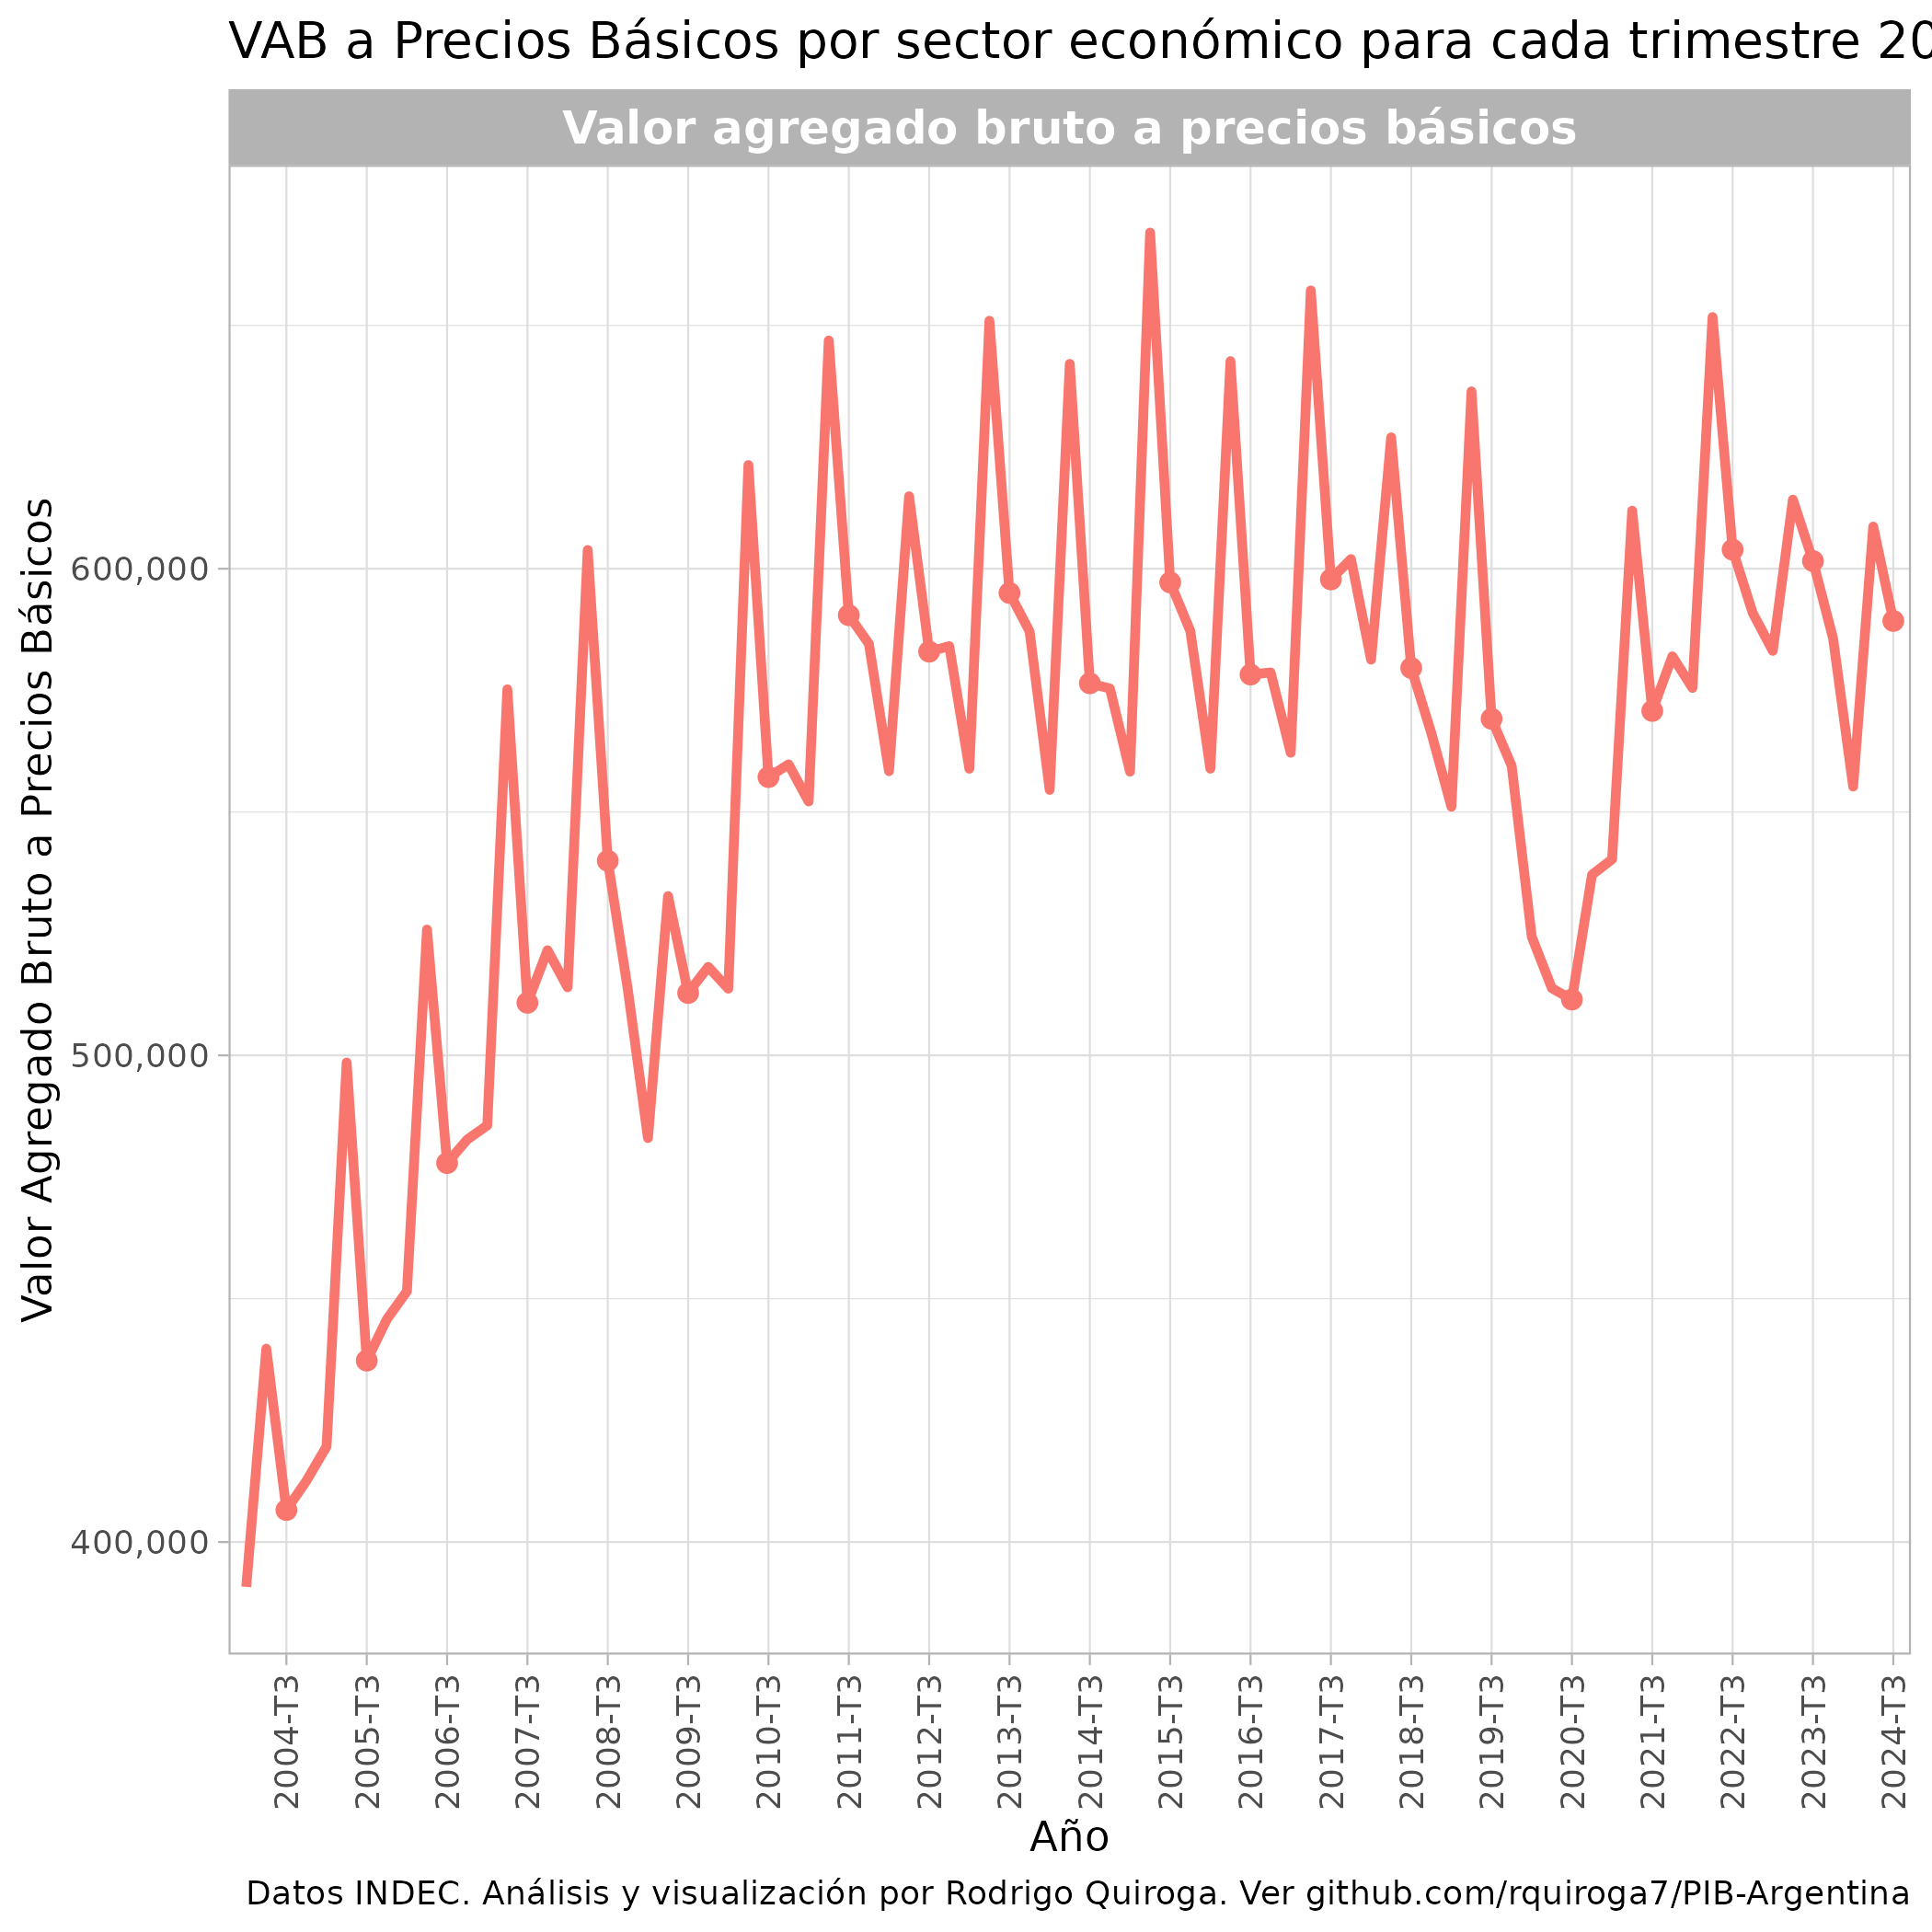 VAB a Precios Básicos por sector económico para cada trimestre 20
Valor agregado bruto a precios básicos
Valor Agregado Bruto a Precios Básicos
600,000
500,000
400,000
2004-T3
2005-T3
2006-T3
2007-T3
2008-T3
2009-T3
2010-T3
2011-T3
2012-T3
2013-T3
2014-T3
2015-T3
2016-T3
2017-T3
2018-T3
2019-T3
2020-T3
2021-T3
2022-T3
2023-T3
2024-T3
Año
Datos INDEC. Análisis y visualización por Rodrigo Quiroga. Ver github.com/rquiroga7/PIB-Argentina